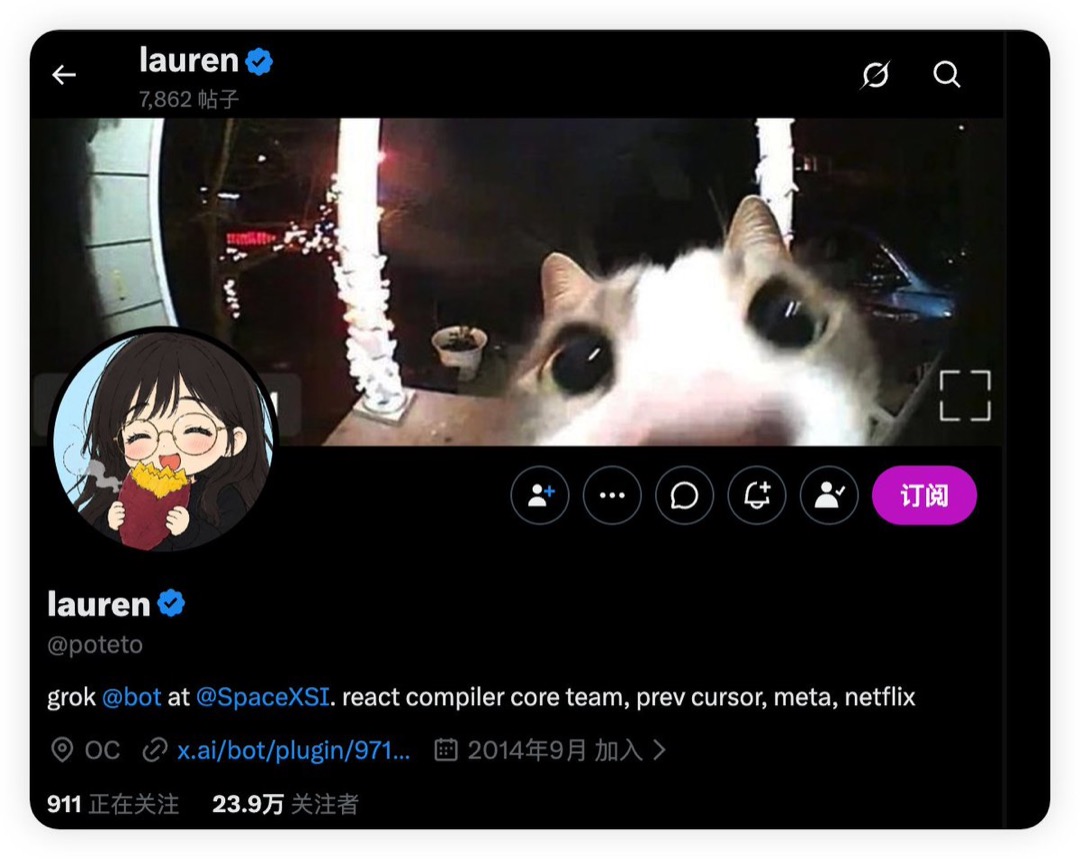 lauren
7,862 帖子
订阅
lauren
@poteto
grok @bot at @SpaceXSI. react compiler core team, prev cursor, meta, netflix
OC x.ai/bot/plugin/971... 2014年9月 加入
911 正在关注 23.9万 关注者